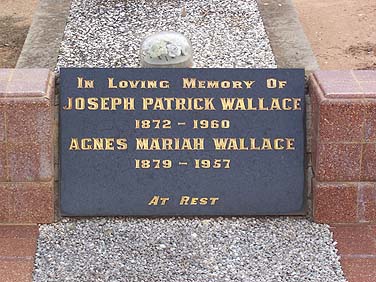 In Loving Memory Of
JOSEPH PATRICK WALLACE
1872 - 1960
AGNES MARIAH WALLACE
1879 - 1957
At Rest